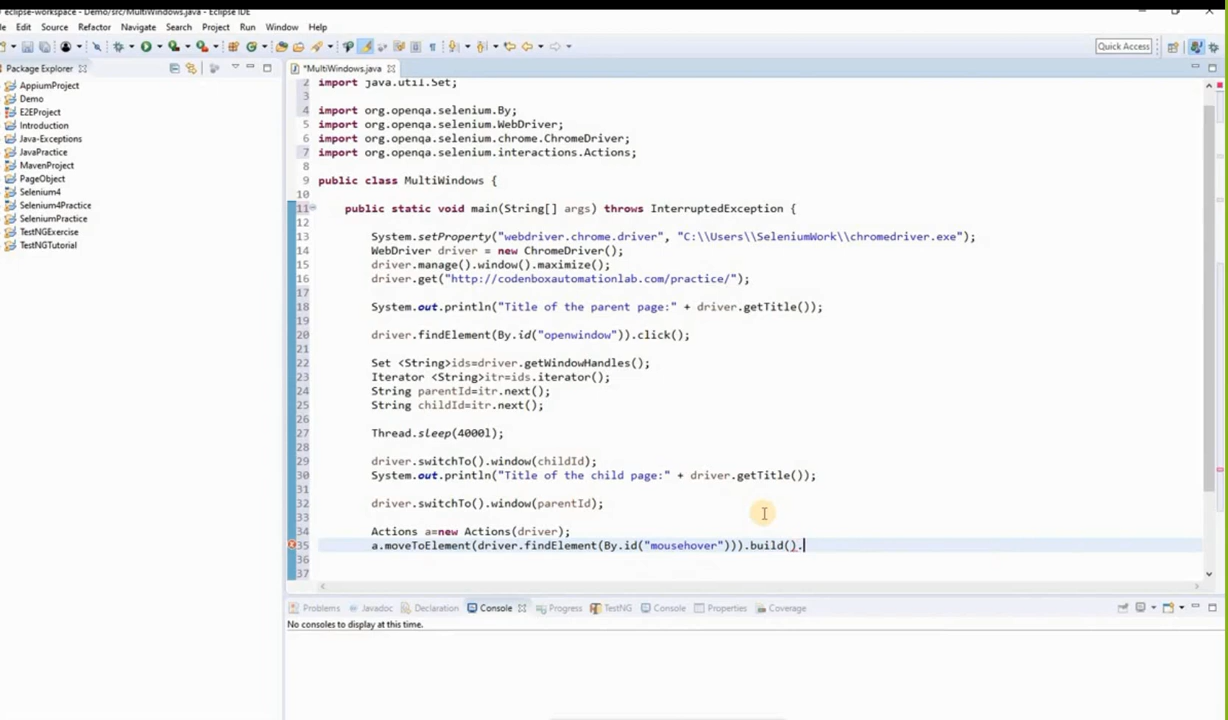 eclipse-workspace - Demo/src/MultiWindows.java - Eclipse IDE
Edit Source Refactor Navigate Search Project Run Window Help
Quick Access
Package Explorer
*MultiWindows.java
AppiumProject
Demo
E2EProject
Introduction
Java-Exceptions
JavaPractice
MavenProject
PageObject
Selenium4
Selenium4Practice
SeleniumPractice
TestNGExercise
TestNGTutorial
2 import java.util.Set;
3
4 import org.openqa.selenium.By;
5 import org.openqa.selenium.WebDriver;
6 import org.openqa.selenium.chrome.ChromeDriver;
7 import org.openqa.selenium.interactions.Actions;
8
9 public class MultiWindows {
10
11 public static void main(String[] args) throws InterruptedException {
12
13 System.setProperty("webdriver.chrome.driver", "C:\\Users\\SeleniumWork\\chromedriver.exe");
14 WebDriver driver = new ChromeDriver();
15 driver.manage().window().maximize();
16 driver.get("http://codenboxautomationlab.com/practice/");
17
18 System.out.println("Title of the parent page:" + driver.getTitle());
19
20 driver.findElement(By.id("openwindow")).click();
21
22 Set <String>ids=driver.getWindowHandles();
23 Iterator <String>itr=ids.iterator();
24 String parentId=itr.next();
25 String childId=itr.next();
26
27 Thread.sleep(4000l);
28
29 driver.switchTo().window(childId);
30 System.out.println("Title of the child page:" + driver.getTitle());
31
32 driver.switchTo().window(parentId);
33
34 Actions a=new Actions(driver);
35 a.moveToElement(driver.findElement(By.id("mousehover"))).build().
36
37
Problems Javadoc Declaration Console Progress TestNG Console Properties Coverage
No consoles to display at this time.